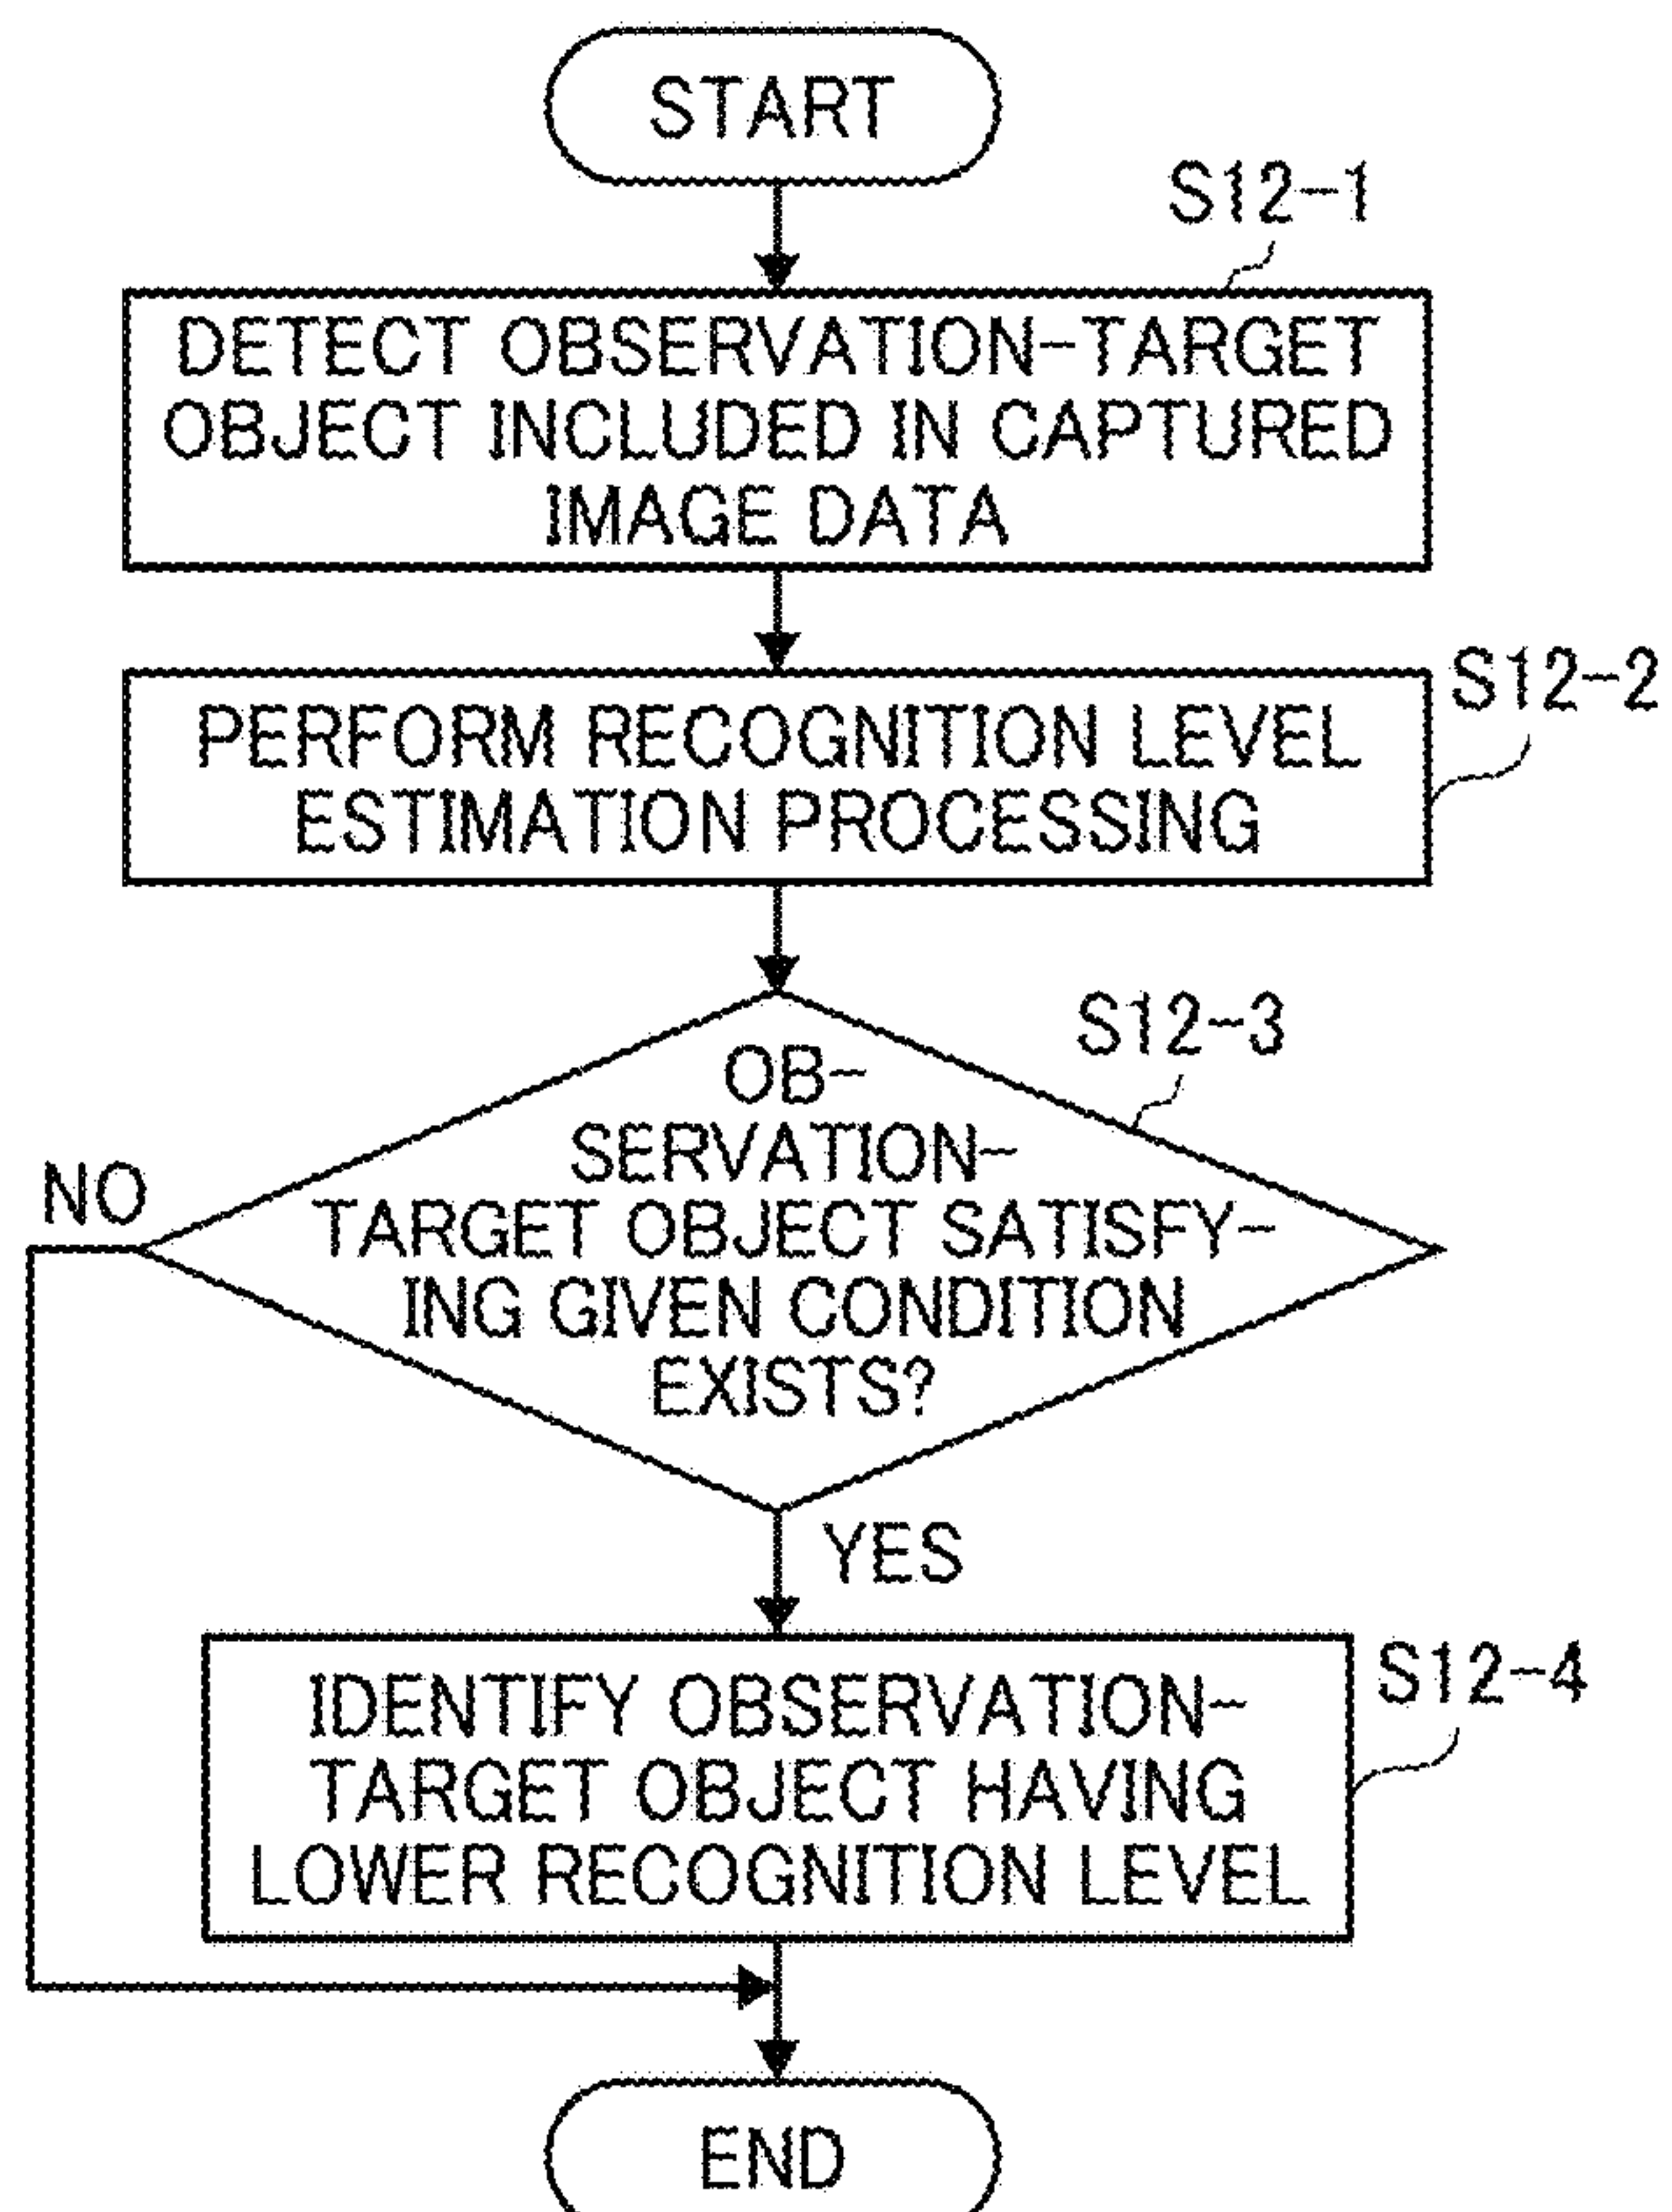 START
S12-1
DETECT OBSERVATION-TARGET
OBJECT INCLUDED IN CAPTURED
IMAGE DATA
S12-2
PERFORM RECOGNITION LEVEL
ESTIMATION PROCESSING
S12-3
OB-
SERVATION-
TARGET OBJECT SATISFY-
ING GIVEN CONDITION
EXISTS?
NO
YES
S12-4
IDENTIFY OBSERVATION-
TARGET OBJECT HAVING
LOWER RECOGNITION LEVEL
END